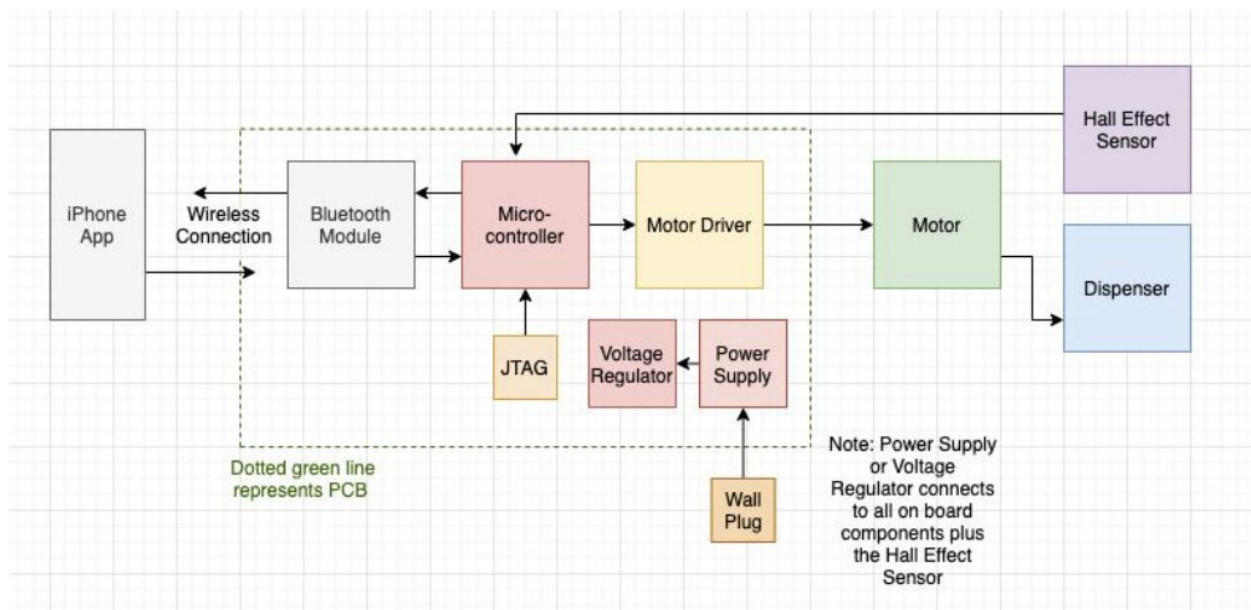 Hall Effect
Sensor
iPhone
App
Wireless
Connection
Bluetooth
Module
Micro-
controller
Motor Driver
Motor
Dispenser
JTAG
Voltage
Regulator
Power
Supply
Dotted green line
represents PCB
Wall
Plug
Note: Power Supply
or Voltage
Regulator connects
to all on board
components plus
the Hall Effect
Sensor